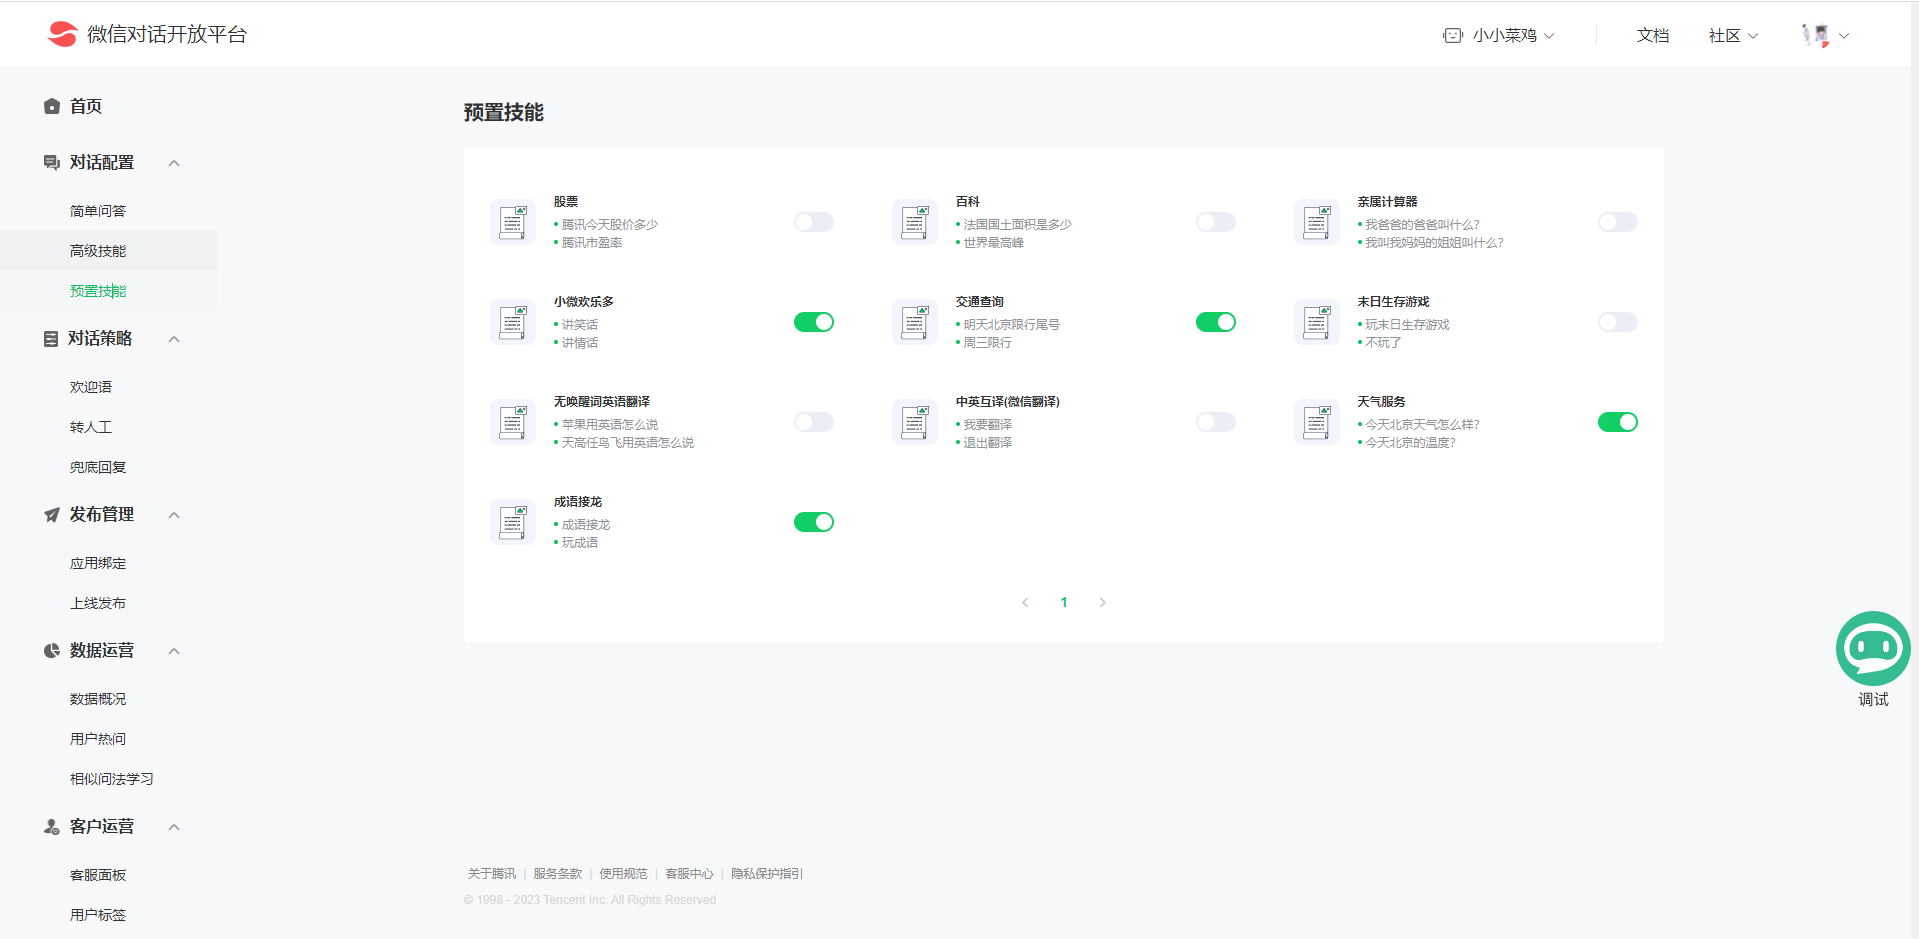 微信对话开放平台
小小菜鸡
文档
社区
首页
对话配置
简单问答
高级技能
预置技能
对话策略
欢迎语
转人工
兜底回复
发布管理
应用绑定
上线发布
数据运营
数据概况
用户热问
相似问法学习
客户运营
客服面板
用户标签
预置技能
股票
腾讯今天股价多少
腾讯市盈率
百科
法国国土面积是多少
世界最高峰
亲属计算器
我爸爸的爸爸叫什么?
我叫我妈妈的姐姐叫什么?
小微欢乐多
讲笑话
讲情话
交通查询
明天北京限行尾号
周三限行
末日生存游戏
玩末日生存游戏
不玩了
无唤醒词英语翻译
苹果用英语怎么说
天高任鸟飞用英语怎么说
中英互译(微信翻译)
我要翻译
退出翻译
天气服务
今天北京天气怎么样?
今天北京的温度?
成语接龙
成语接龙
玩成语
1
调试
关于腾讯 | 服务条款 | 使用规范 | 客服中心 | 隐私保护指引
© 1998 - 2023 Tencent Inc. All Rights Reserved